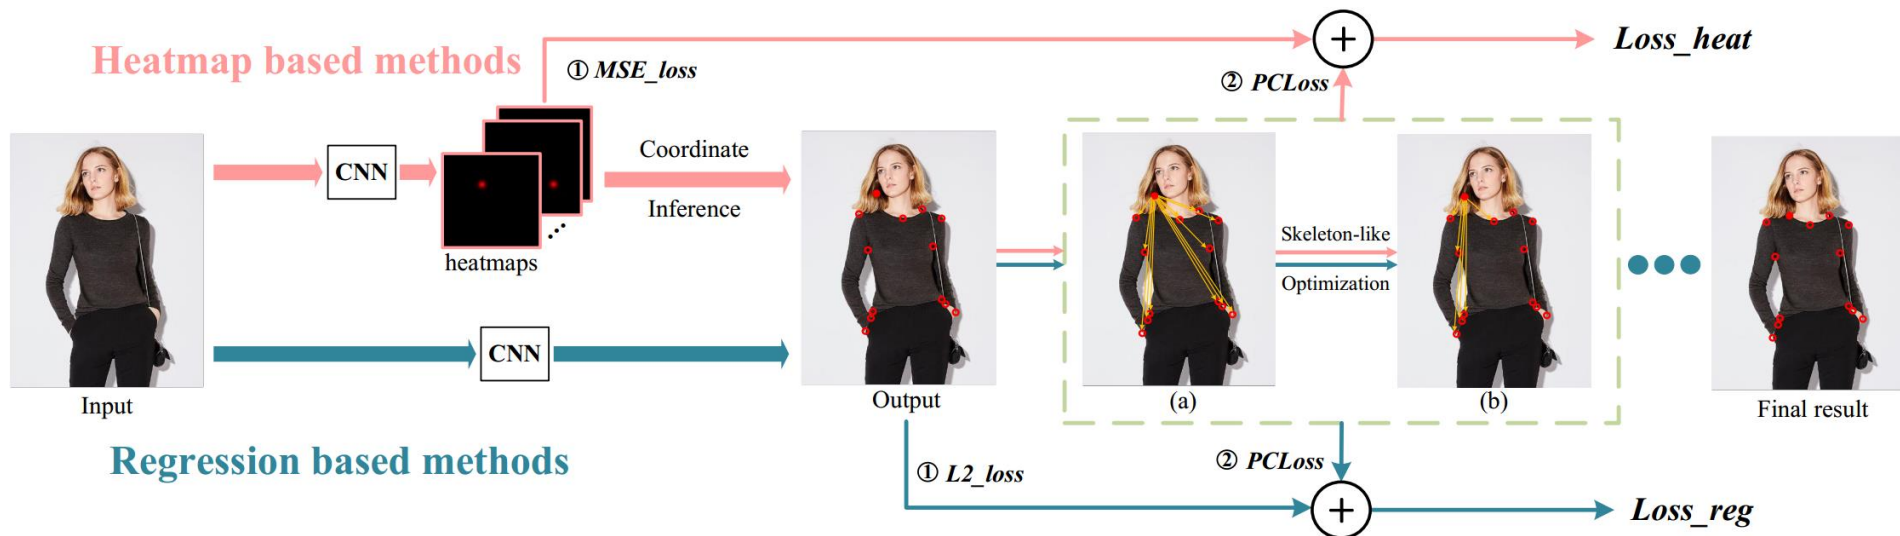 Heatmap based methods
① MSE_loss
Loss_heat
② PCLoss
CNN
Coordinate
Inference
heatmaps
Skeleton-like
Optimization
CNN
Input
Output
(a)
(b)
Final result
Regression based methods
① L2_loss
② PCLoss
Loss_reg